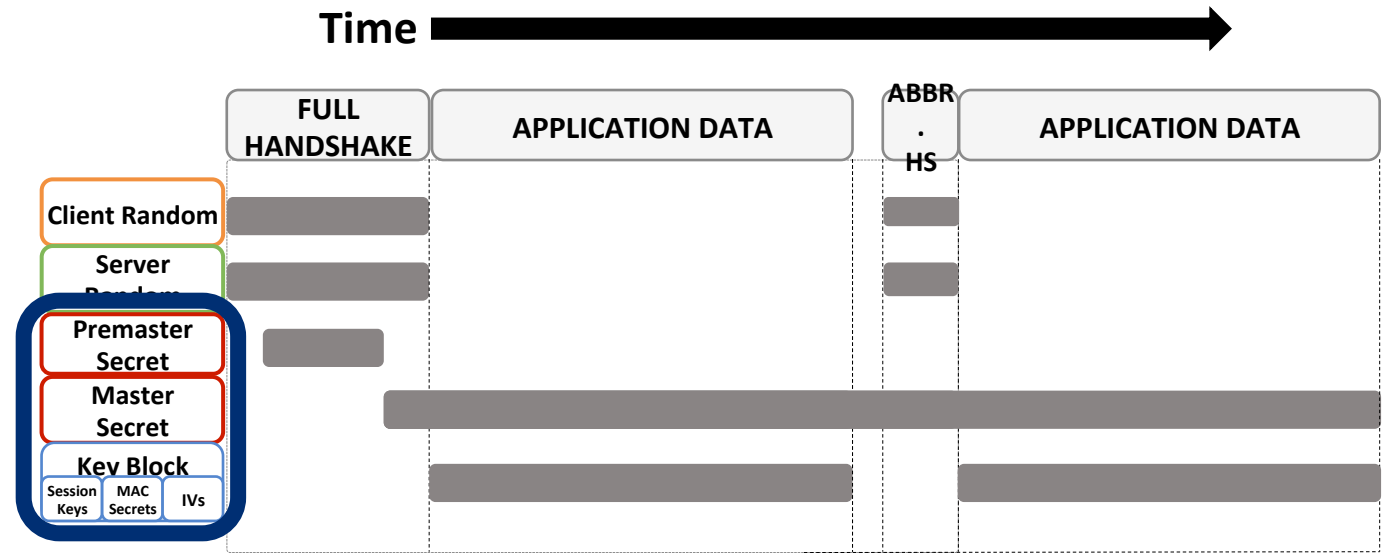 Time
FULL
HANDSHAKE
APPLICATION DATA
ABBR
.
HS
APPLICATION DATA
Client Random
Server
Random
Premaster
Secret
Master
Secret
Key Block
Session
Keys
MAC
Secrets
IVs